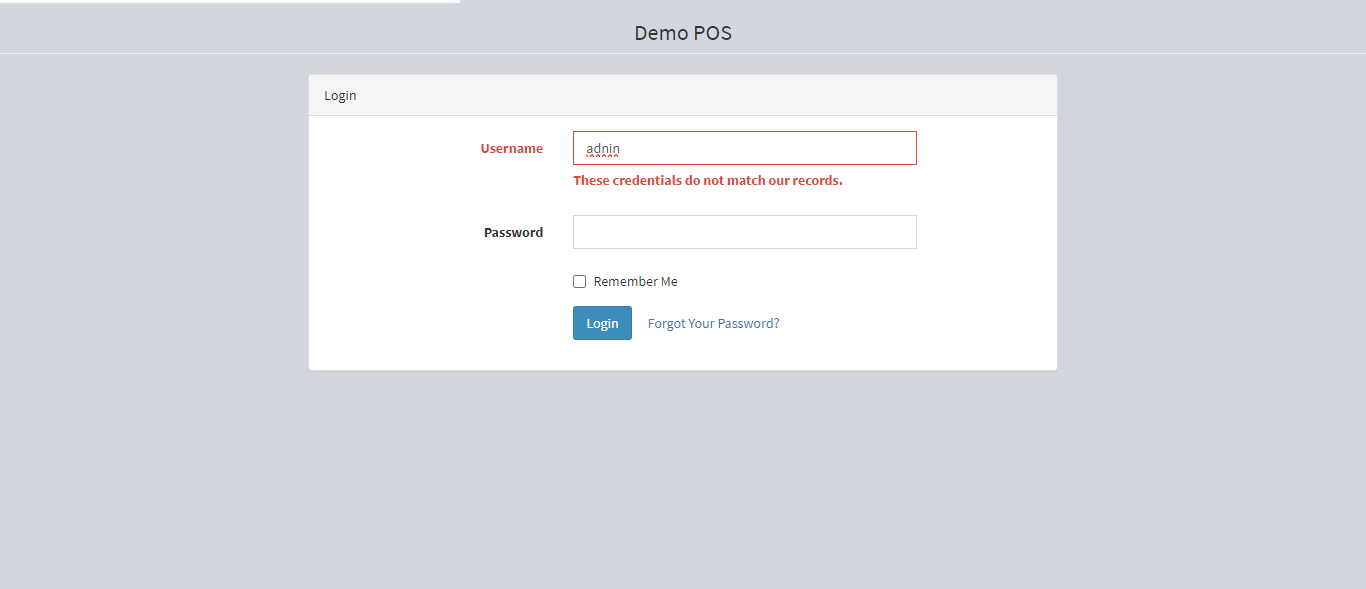 Demo POS
Login
Username
adnin
These credentials do not match our records.
Password
Remember Me
Login Forgot Your Password?